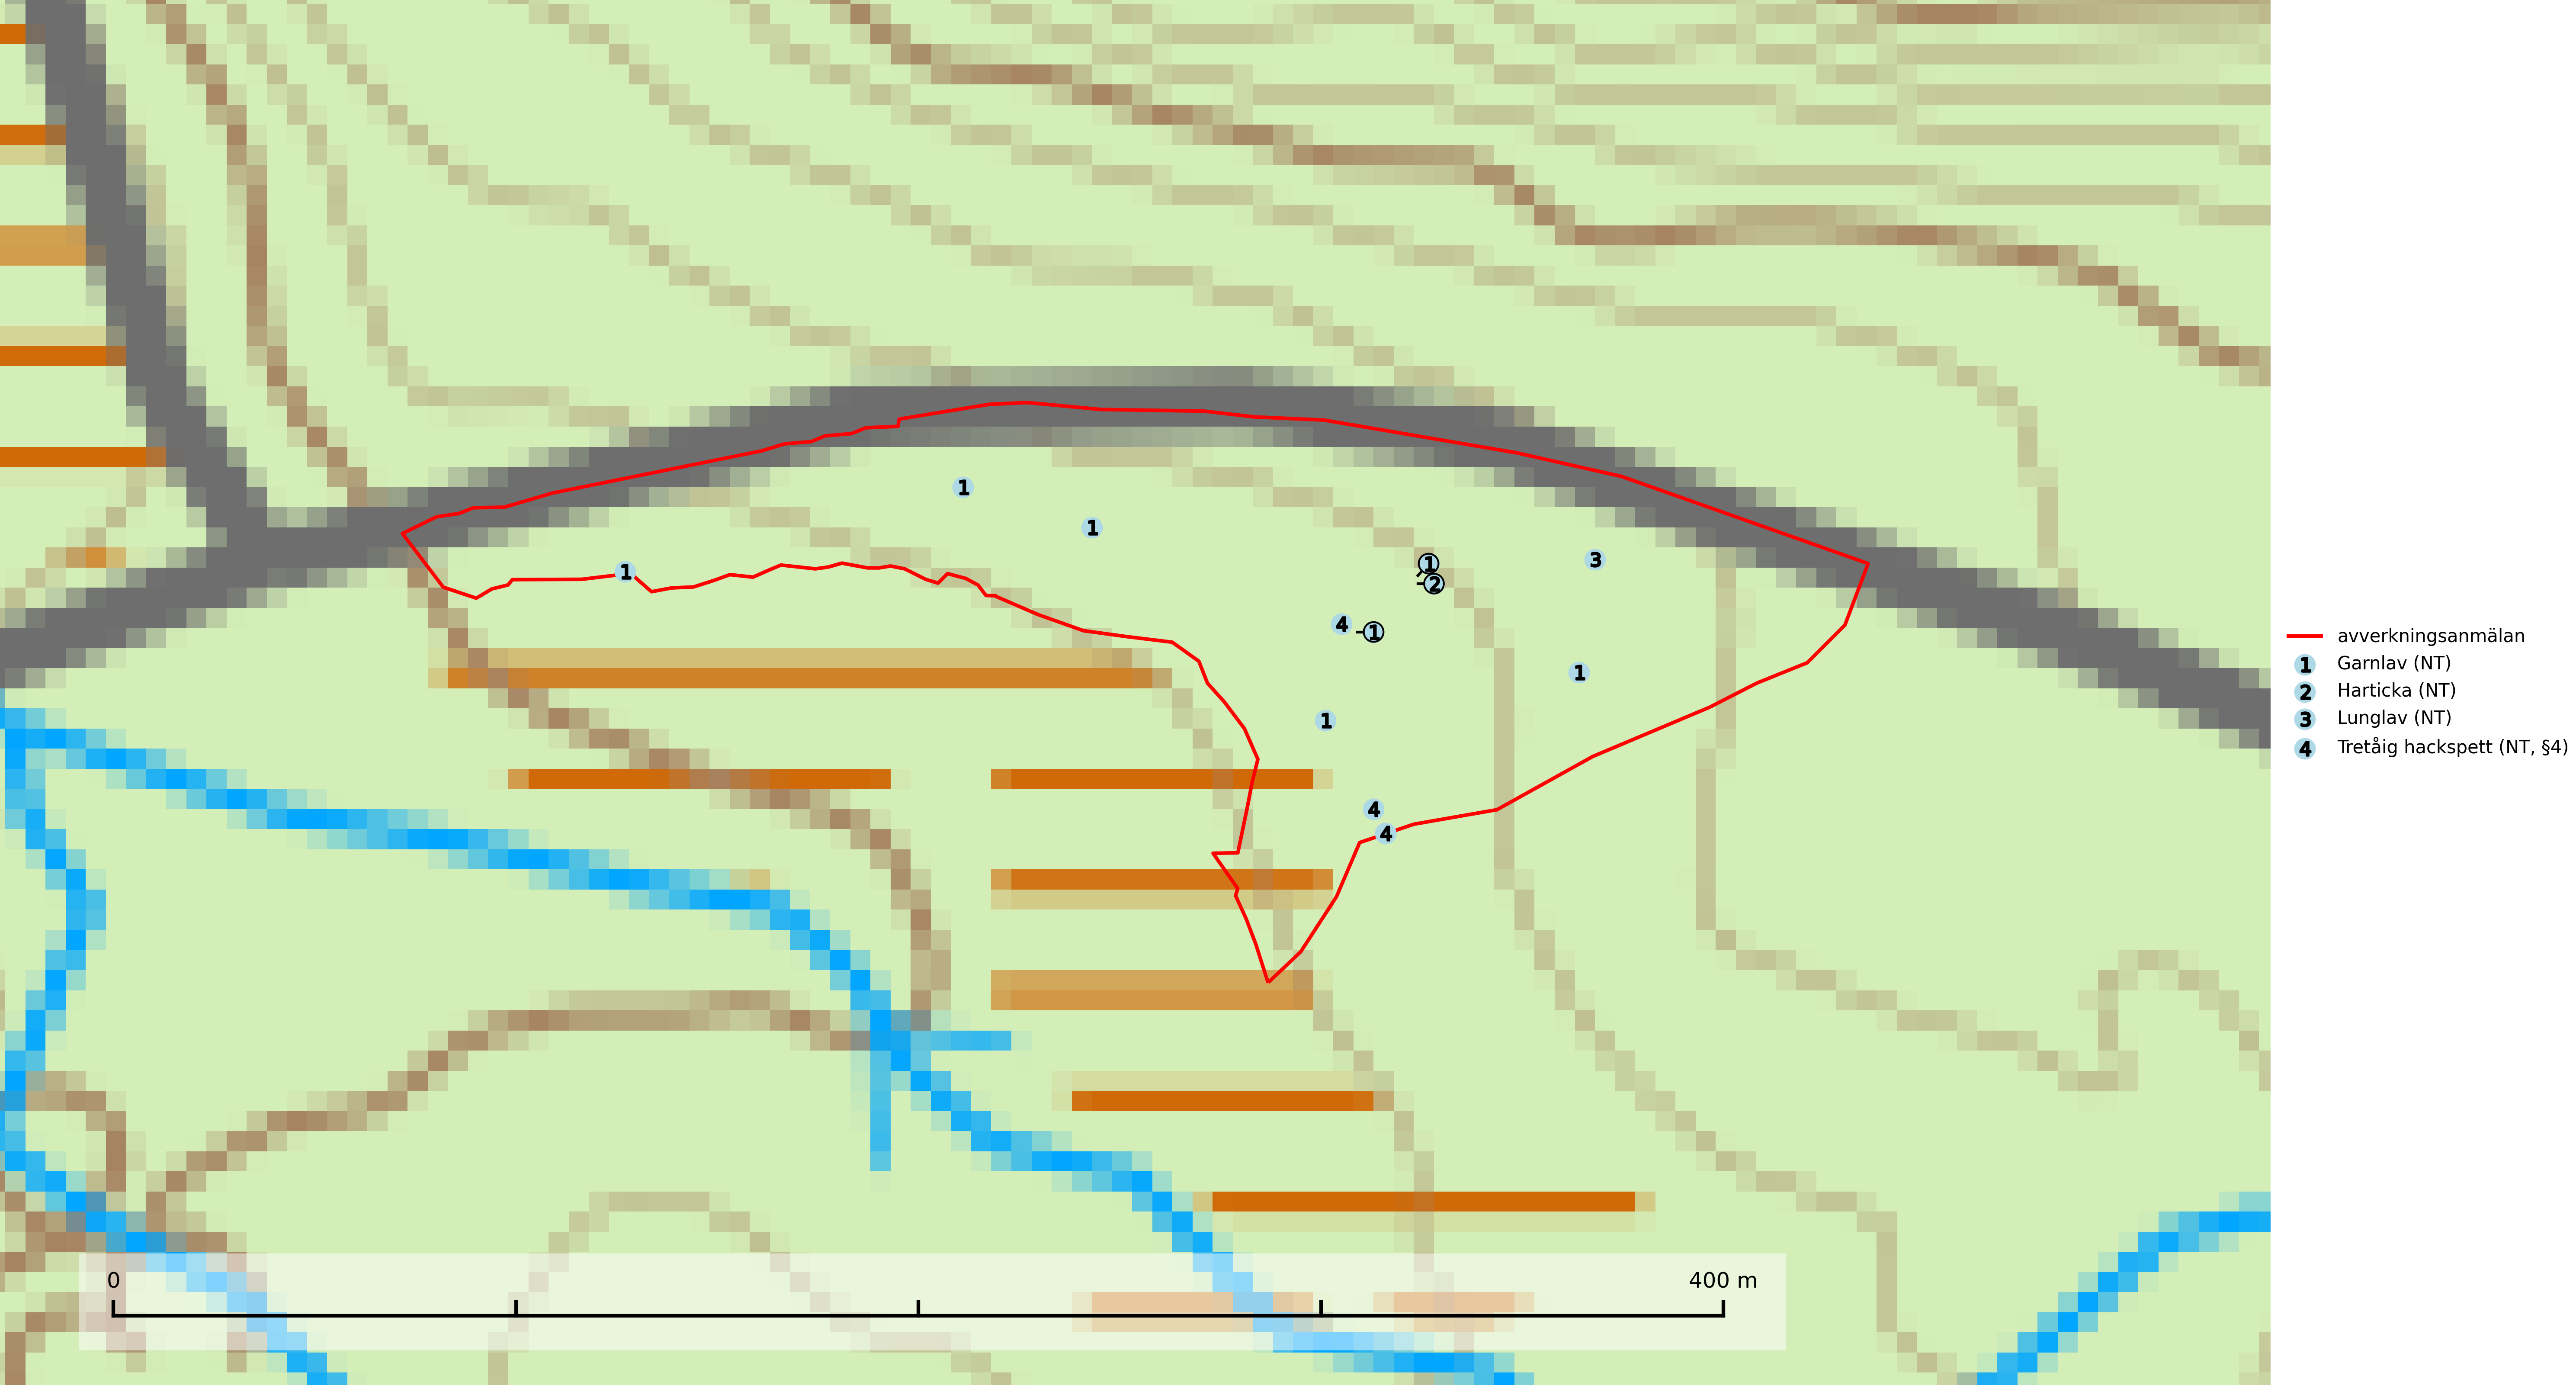 1
1
1
1
2
3
4
1
1
1
4
4
avverkningsanmälan
1 Garnlav (NT)
2 Harticka (NT)
3 Lunglav (NT)
4 Tretåig hackspett (NT, §4)
0 400 m